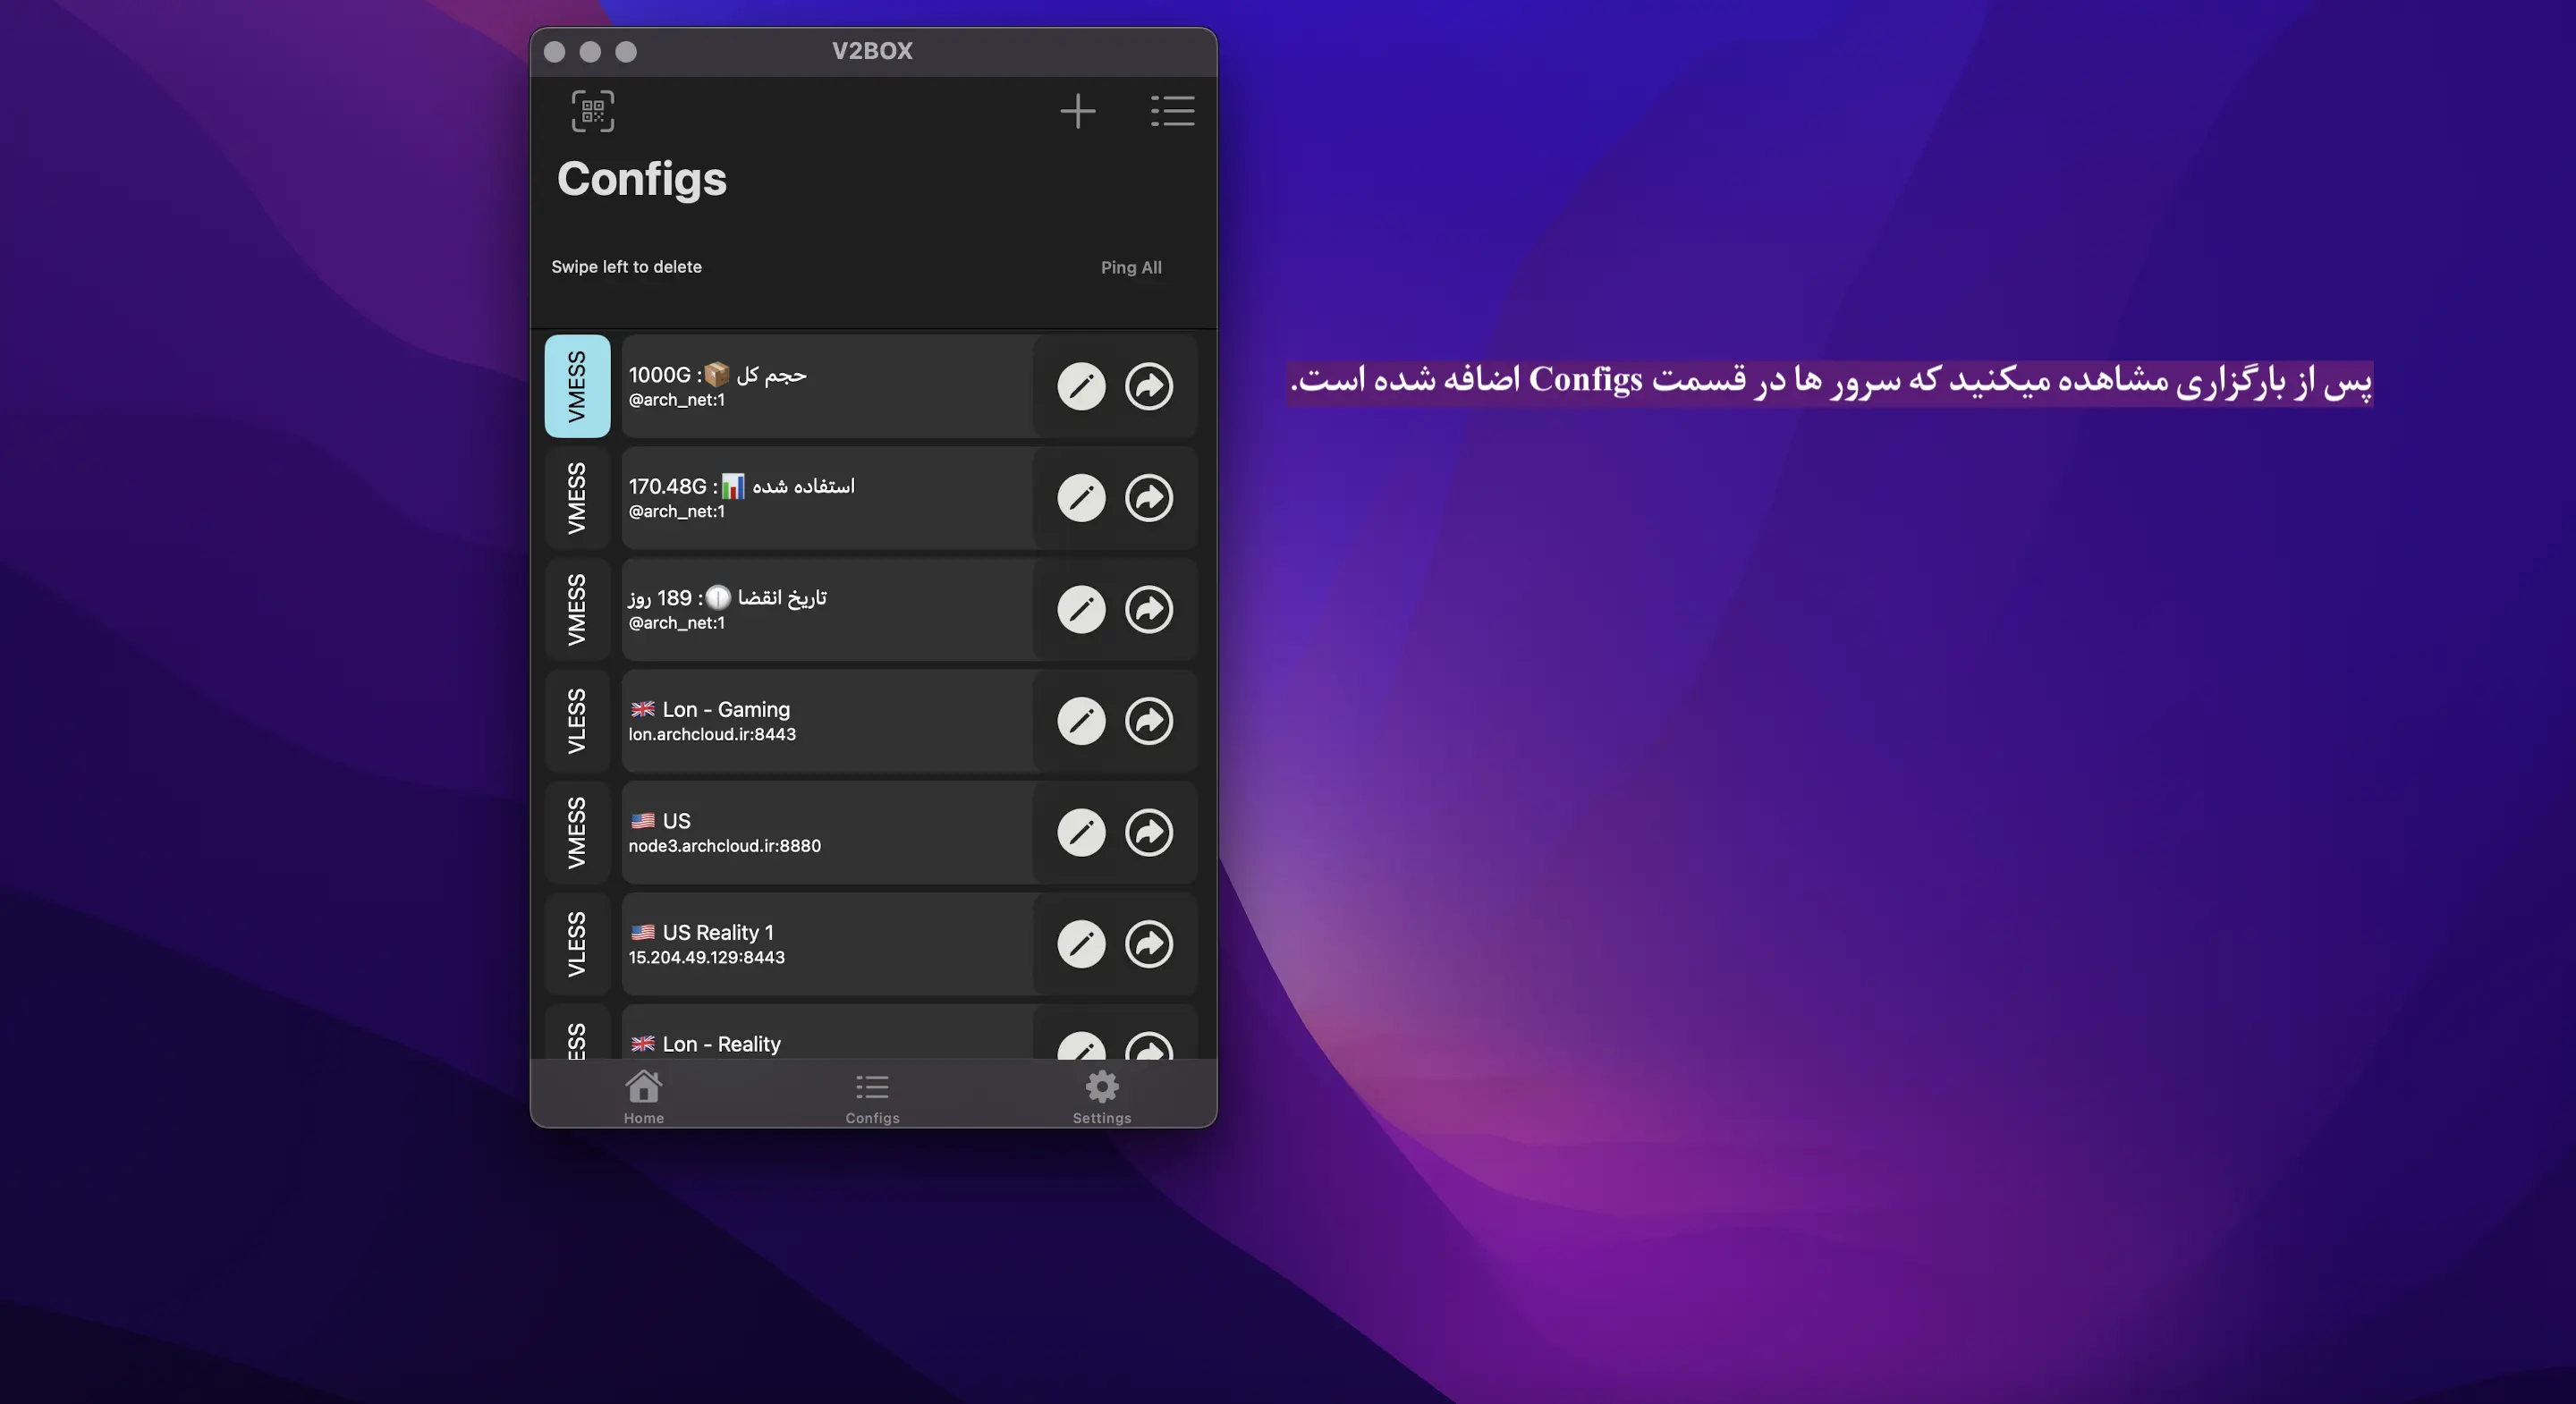 V2BOX
Configs
Swipe left to delete
Ping All
VMESS
حجم کل 📦: 1000G
@arch_net:1
VMESS
استفاده شده 📊: 170.48G
@arch_net:1
VMESS
تاریخ انقضا 🕕: 189 روز
@arch_net:1
VLESS
🇬🇧 Lon - Gaming
lon.archcloud.ir:8443
VMESS
🇺🇸 US
node3.archcloud.ir:8880
VLESS
🇺🇸 US Reality 1
15.204.49.129:8443
ESS
🇬🇧 Lon - Reality
Home
Configs
Settings
پس از بارگزاری مشاهده میکنید که سرور ها در قسمت Configs اضافه شده است.